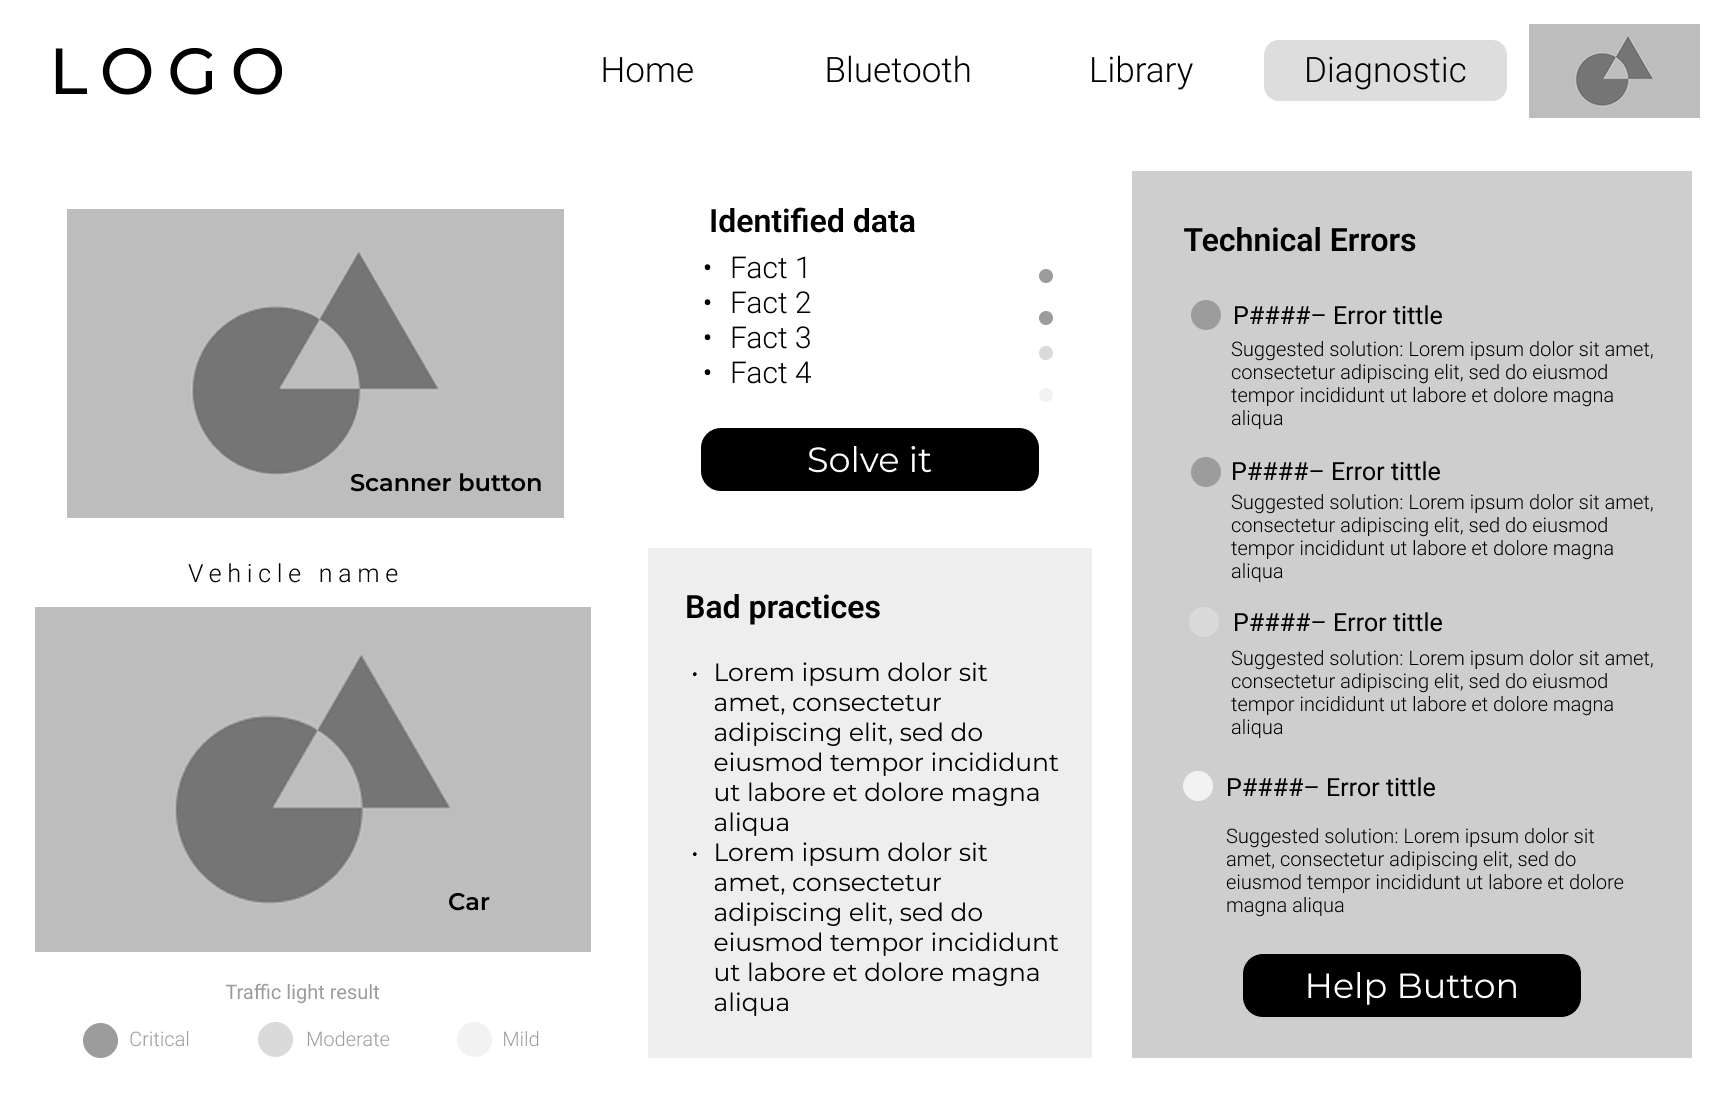 LOGO
Home
Bluetooth
Library
Diagnostic
Scanner button
Vehicle name
Car
Traffic light result
Critical
Moderate
Mild
Identified data
• Fact 1
• Fact 2
• Fact 3
• Fact 4
Solve it
Bad practices
• Lorem ipsum dolor sit
amet, consectetur
adipiscing elit, sed do
eiusmod tempor incididunt
ut labore et dolore magna
aliqua
• Lorem ipsum dolor sit
amet, consectetur
adipiscing elit, sed do
eiusmod tempor incididunt
ut labore et dolore magna
aliqua
Technical Errors
P####– Error tittle
Suggested solution: Lorem ipsum dolor sit amet,
consectetur adipiscing elit, sed do eiusmod
tempor incididunt ut labore et dolore magna
aliqua
P####– Error tittle
Suggested solution: Lorem ipsum dolor sit amet,
consectetur adipiscing elit, sed do eiusmod
tempor incididunt ut labore et dolore magna
aliqua
P####– Error tittle
Suggested solution: Lorem ipsum dolor sit amet,
consectetur adipiscing elit, sed do eiusmod
tempor incididunt ut labore et dolore magna
aliqua
P####– Error tittle
Suggested solution: Lorem ipsum dolor sit
amet, consectetur adipiscing elit, sed do
eiusmod tempor incididunt ut labore et dolore
magna aliqua
Help Button